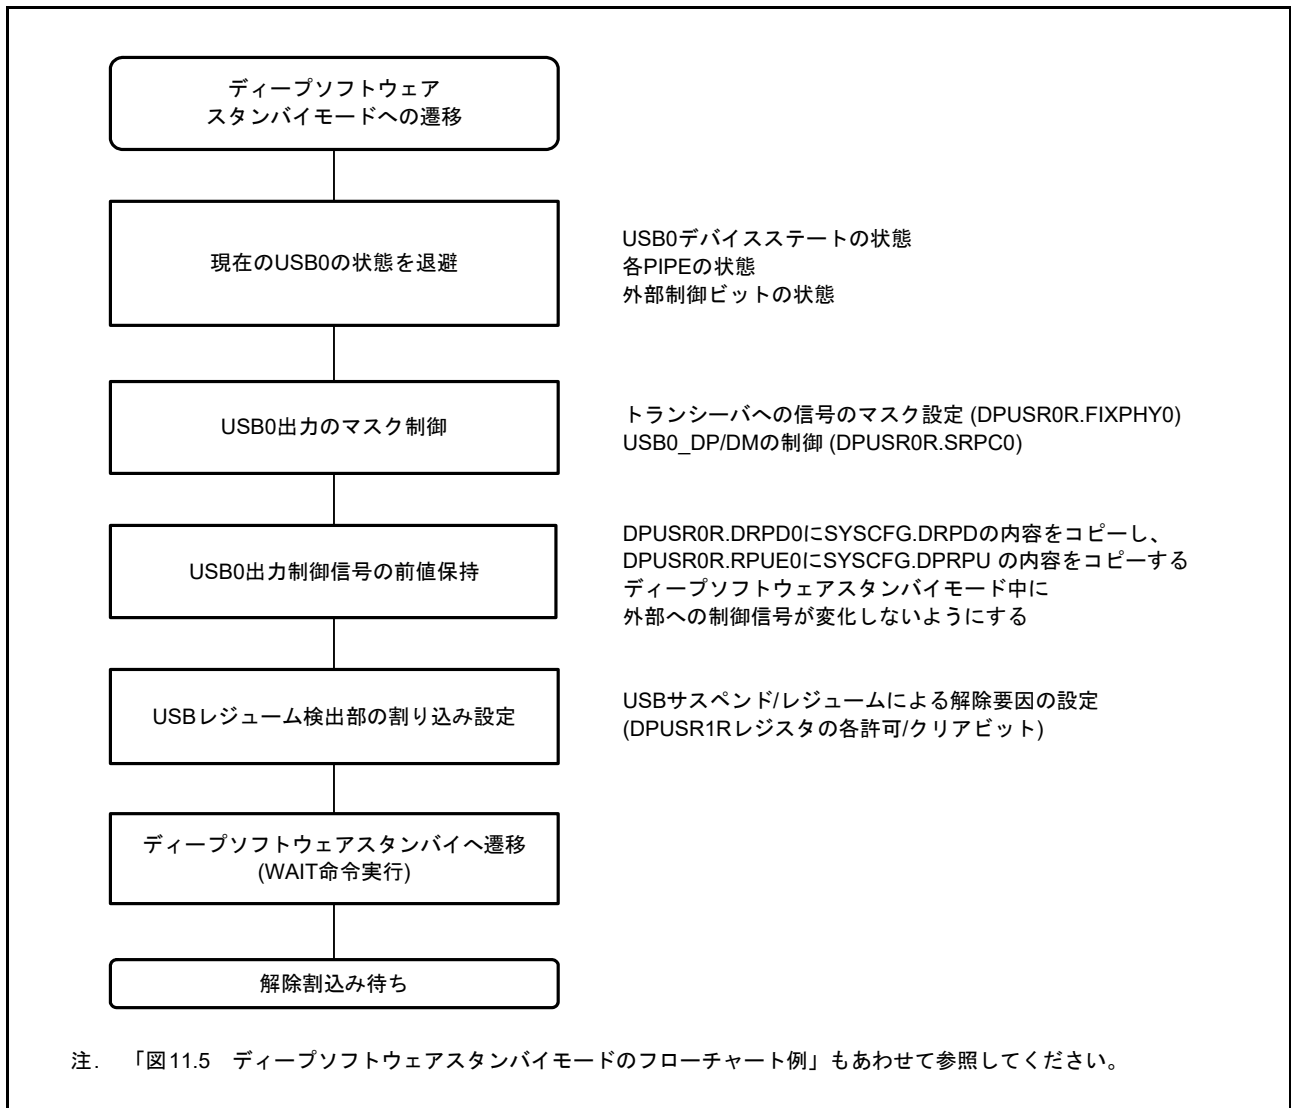 ディープソフトウェア
スタンバイモードへの遷移
現在のUSB0の状態を退避
USB0デバイスステートの状態
各PIPEの状態
外部制御ビットの状態
USB0出力のマスク制御
トランシーバへの信号のマスク設定 (DPUSR0R.FIXPHY0)
USB0_DP/DMの制御 (DPUSR0R.SRPC0)
USB0出力制御信号の前値保持
DPUSR0R.DRPD0にSYSCFG.DRPDの内容をコピーし、
DPUSR0R.RPUE0にSYSCFG.DPRPU の内容をコピーする
ディープソフトウェアスタンバイモード中に
外部への制御信号が変化しないようにする
USBレジューム検出部の割り込み設定
USBサスペンド/レジュームによる解除要因の設定
(DPUSR1Rレジスタの各許可/クリアビット)
ディープソフトウェアスタンバイへ遷移
(WAIT命令実行)
解除割込み待ち
注. 「図11.5 ディープソフトウェアスタンバイモードのフローチャート例」もあわせて参照してください。